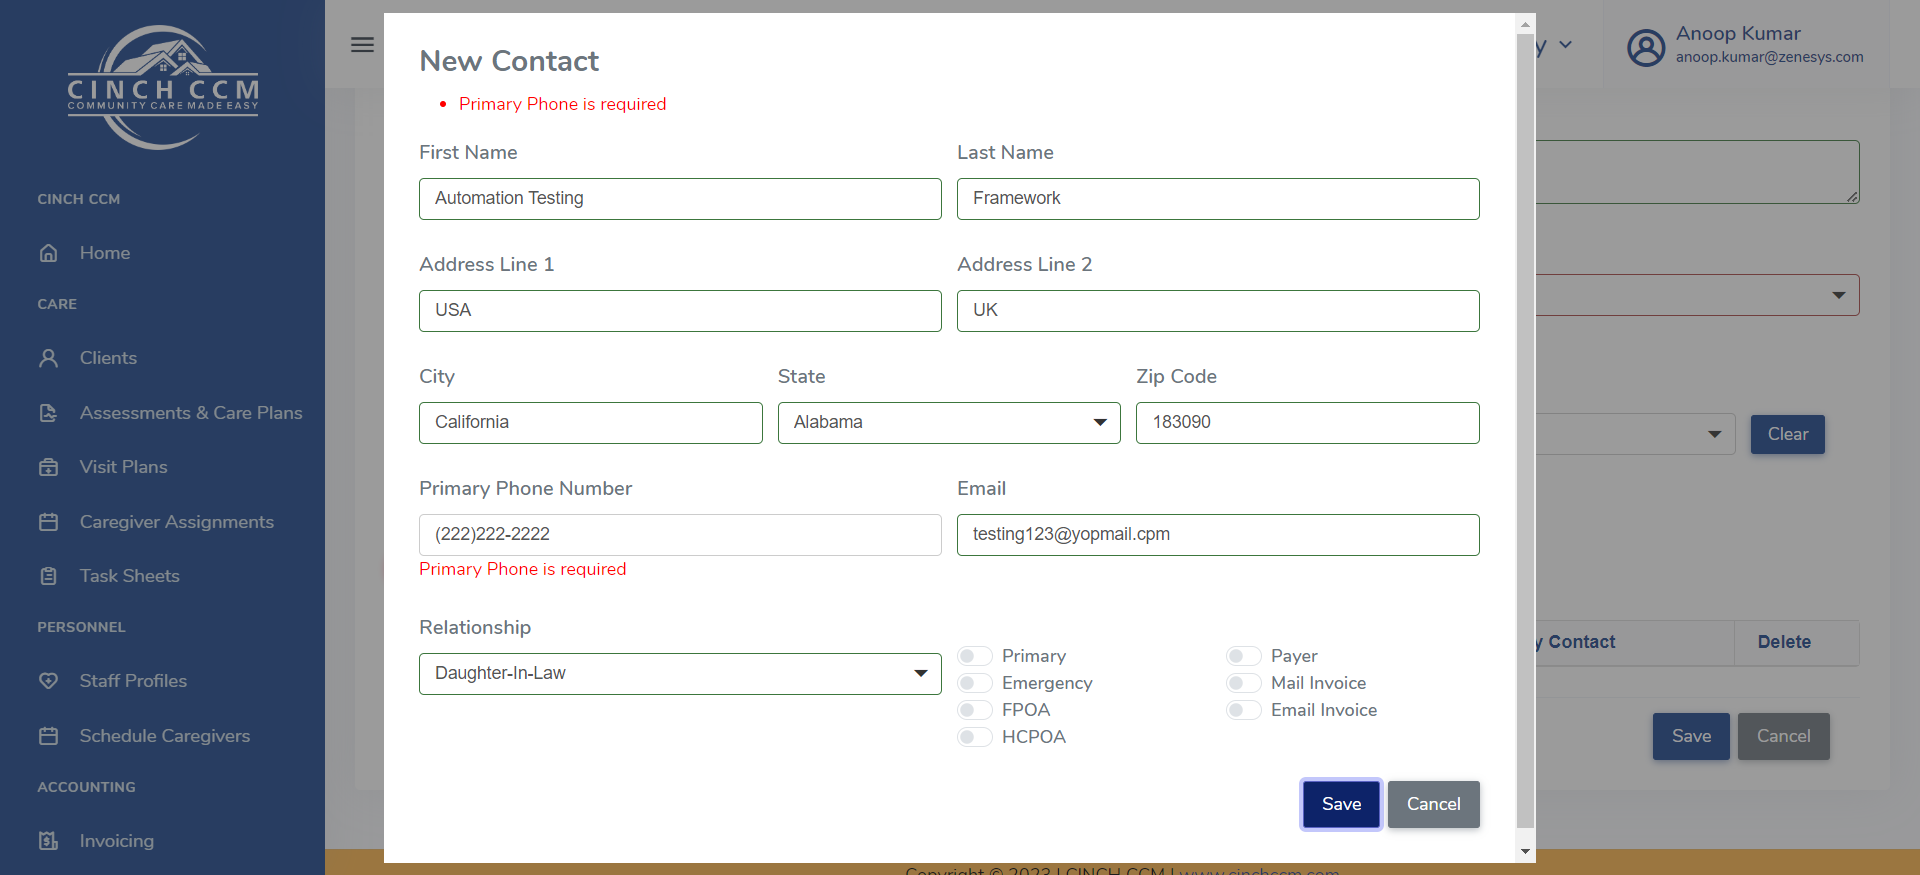 CINCH CCM
COMMUNITY CARE MADE EASY
CINCH CCM
Home
CARE
Clients
Assessments & Care Plans
Visit Plans
Caregiver Assignments
Task Sheets
PERSONNEL
Staff Profiles
Schedule Caregivers
ACCOUNTING
Invoicing
Anoop Kumar
anoop.kumar@zenesys.com
New Contact
Primary Phone is required
First Name Last Name
Automation Testing Framework
Address Line 1 Address Line 2
USA UK
City State Zip Code
California Alabama 183090
Primary Phone Number Email
(222)222-2222 testing123@yopmail.cpm
Primary Phone is required
Relationship
Daughter-In-Law
Primary Payer
Emergency Mail Invoice
FPOA Email Invoice
HCPOA
Save Cancel
Clear
y Contact Delete
Save Cancel
Copyright © 2023 | CINCH CCM | www.cinchccm.com